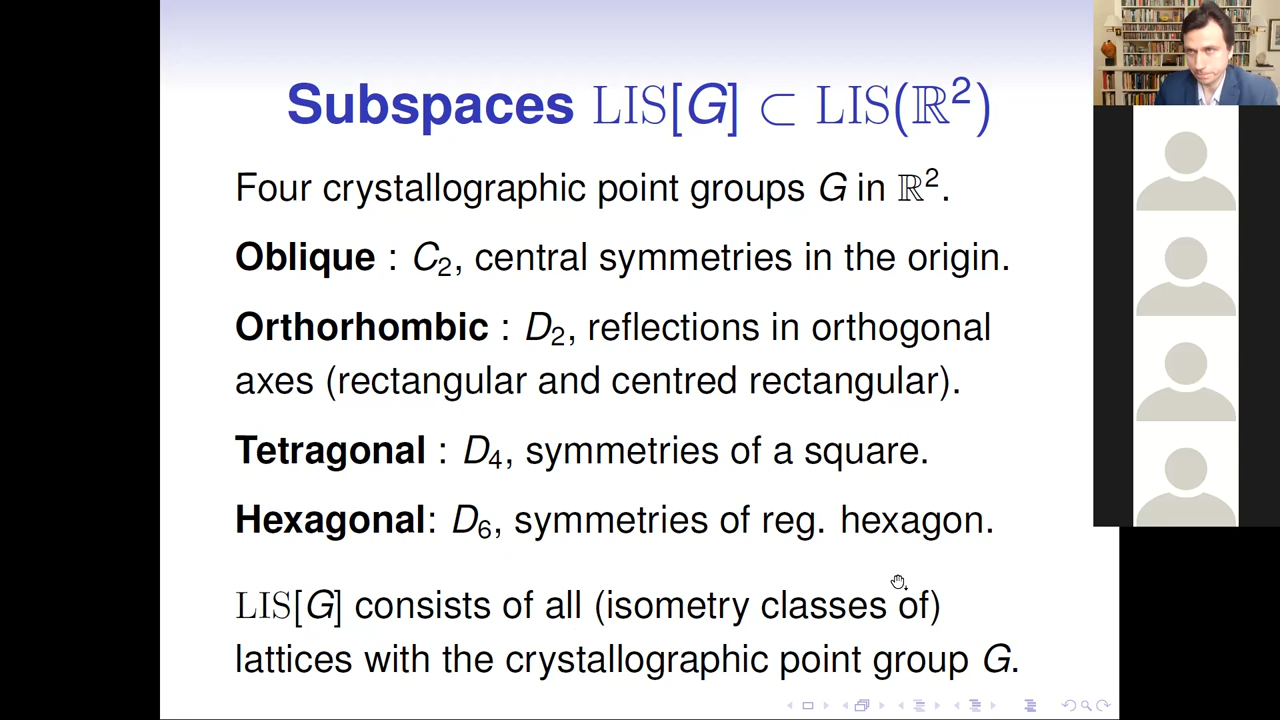 Subspaces LIS[G] ⊂ LIS(ℝ²)
Four crystallographic point groups G in ℝ².
Oblique : C₂, central symmetries in the origin.
Orthorhombic : D₂, reflections in orthogonal
axes (rectangular and centred rectangular).
Tetragonal : D₄, symmetries of a square.
Hexagonal: D₆, symmetries of reg. hexagon.
LIS[G] consists of all (isometry classes of)
lattices with the crystallographic point group G.